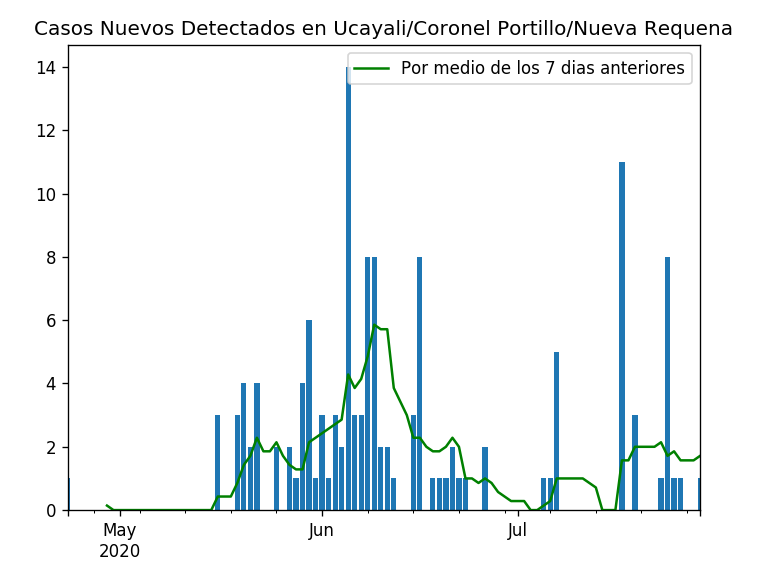 Casos Nuevos Detectados en Ucayali/Coronel Portillo/Nueva Requena
Por medio de los 7 dias anteriores
14
12
10
8
6
4
2
0
May
2020
Jun
Jul